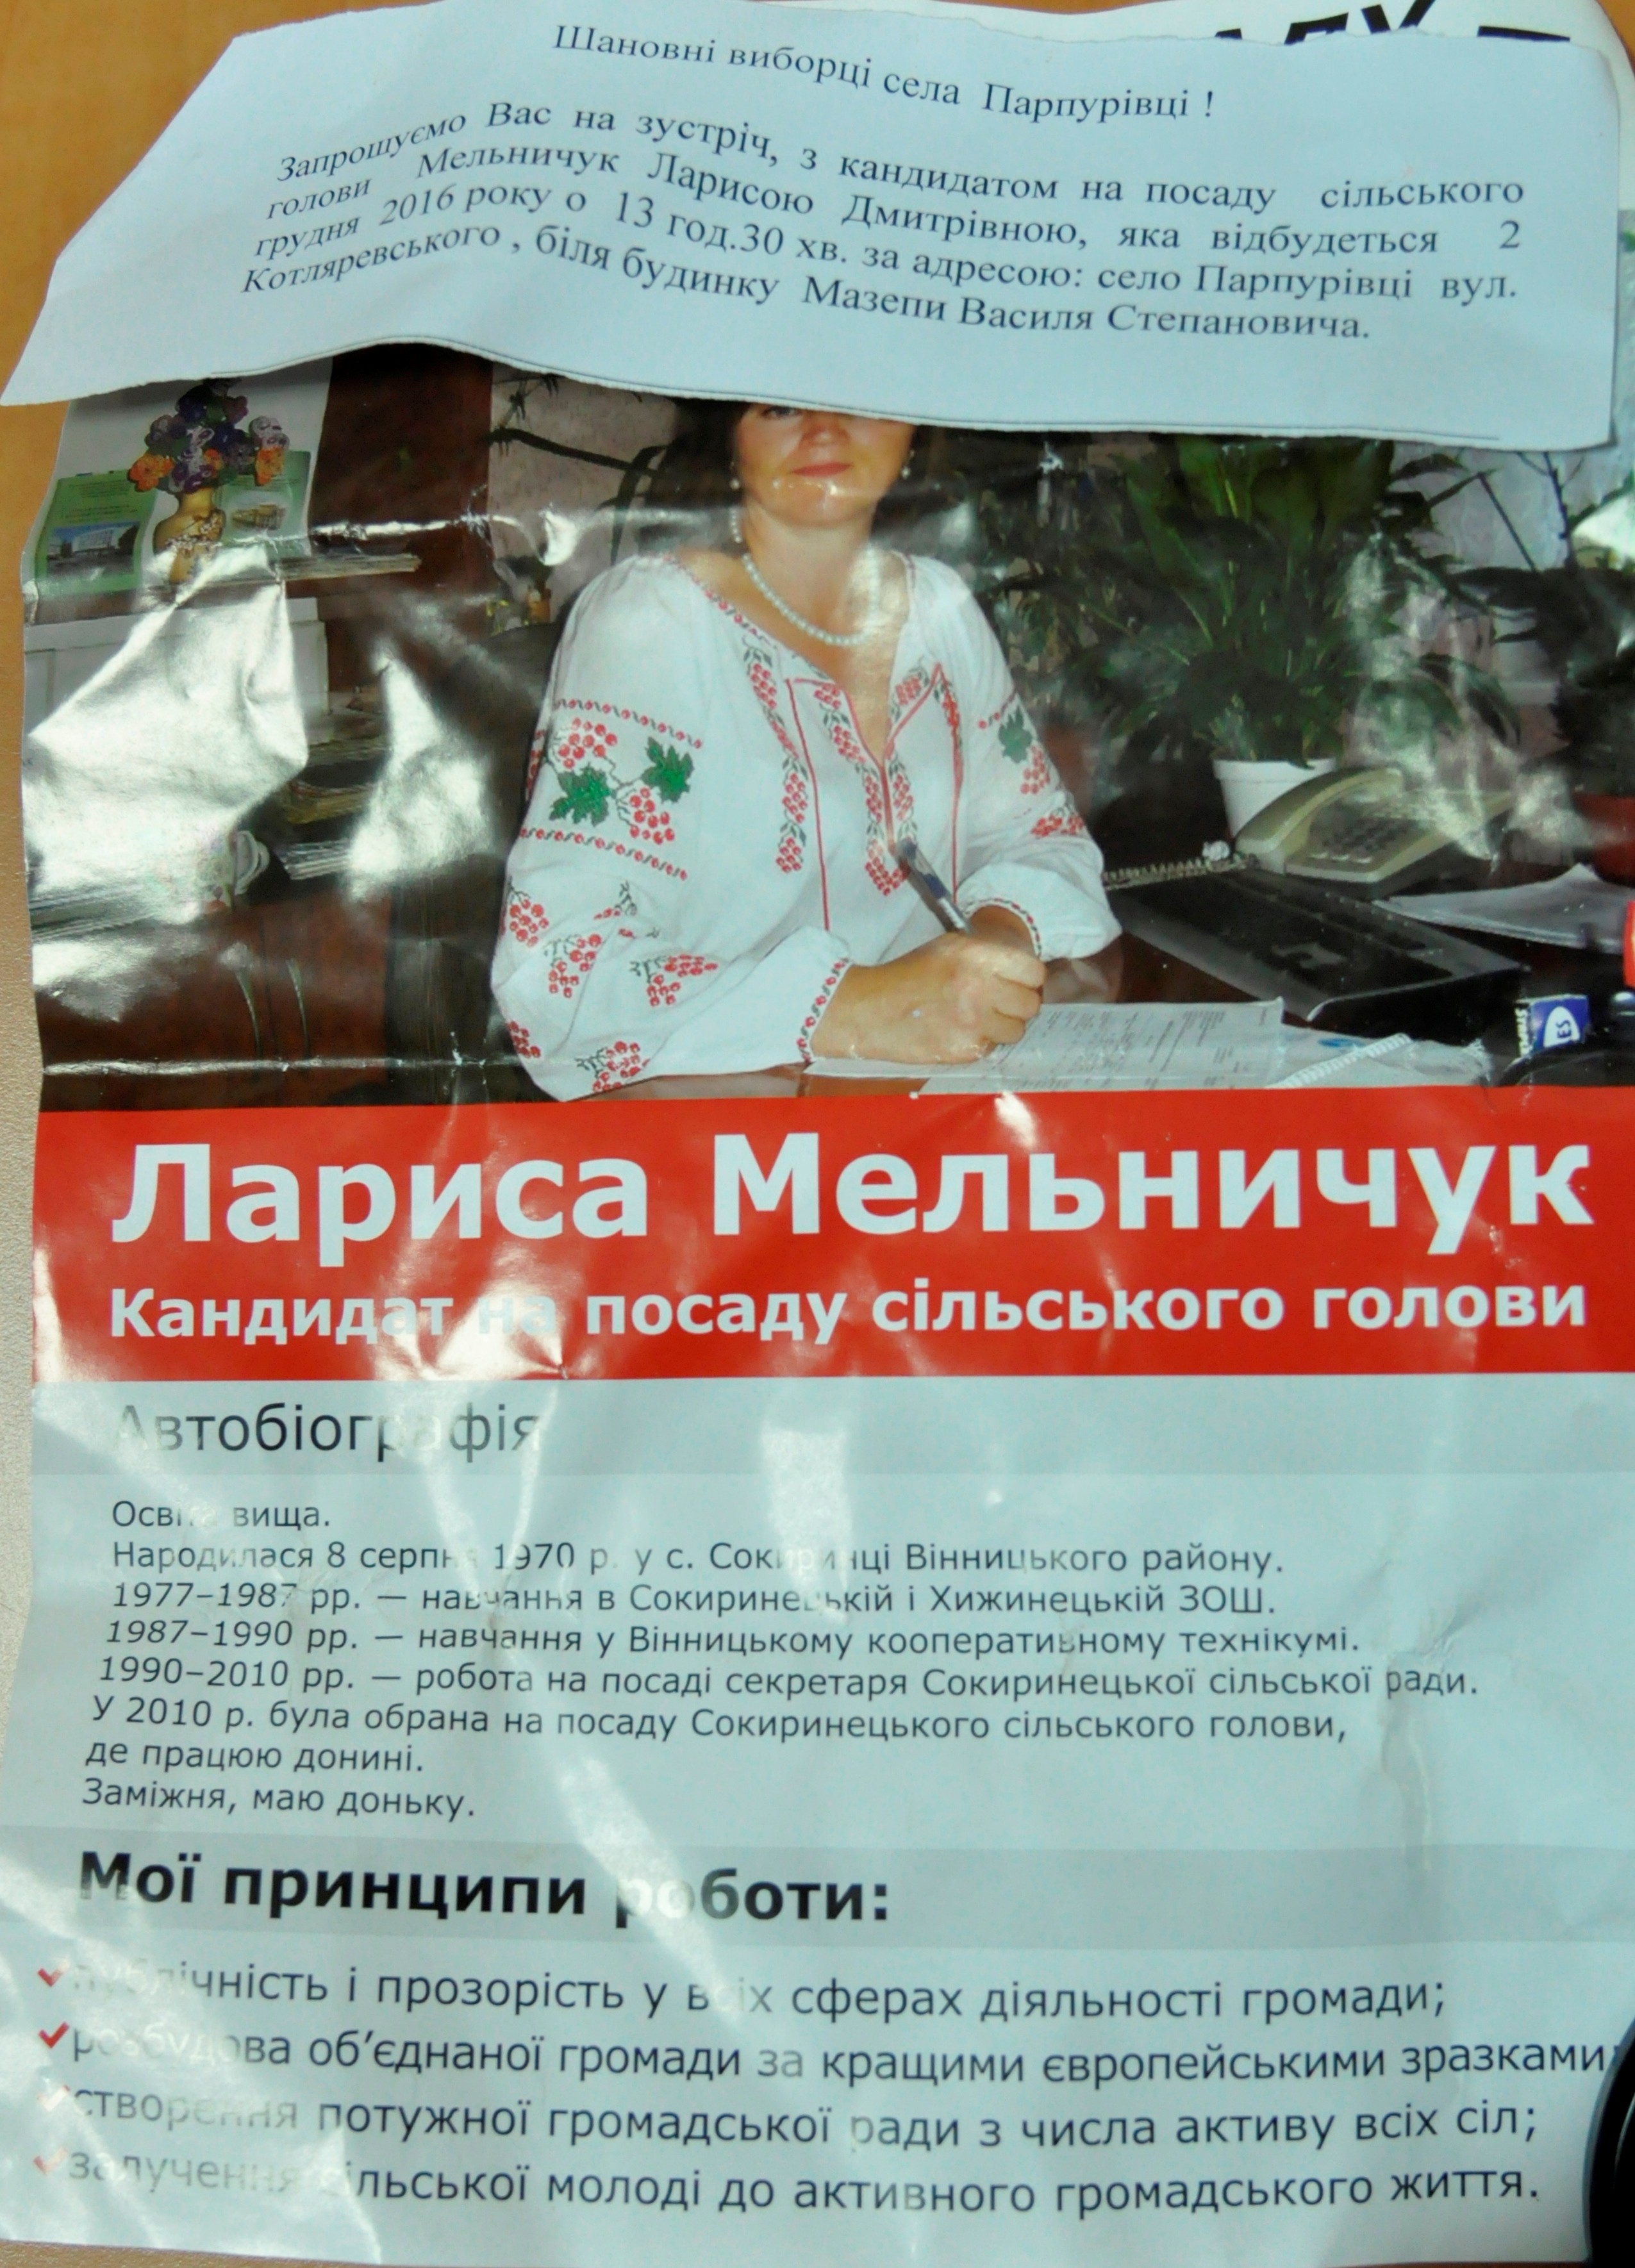 Шановні виборці села Парпурівці !
Запрошуємо Вас на зустріч, з кандидатом на посаду сільського
голови Мельничук Ларисою Дмитрівною, яка відбудеться 2
грудня 2016 року о 13 год.30 хв. за адресою: село Парпурівці вул.
Котляревського , біля будинку Мазепи Василя Степановича.
Лариса Мельничук
Кандидат на посаду сільського голови
Автобіографія
Освіта вища.
Народилася 8 серпня 1970 р. у с. Сокиринці Вінницького району.
1977–1987 рр. — навчання в Сокиринецькій і Хижинецькій ЗОШ.
1987–1990 рр. — навчання у Вінницькому кооперативному технікумі.
1990–2010 рр. — робота на посаді секретаря Сокиринецької сільської ради.
У 2010 р. була обрана на посаду Сокиринецького сільського голови,
де працюю донині.
Заміжня, маю доньку.
Мої принципи роботи:
публічність і прозорість у всіх сферах діяльності громади;
розбудова об’єднаної громади за кращими європейськими зразками;
створення потужної громадської ради з числа активу всіх сіл;
залучення сільської молоді до активного громадського життя.